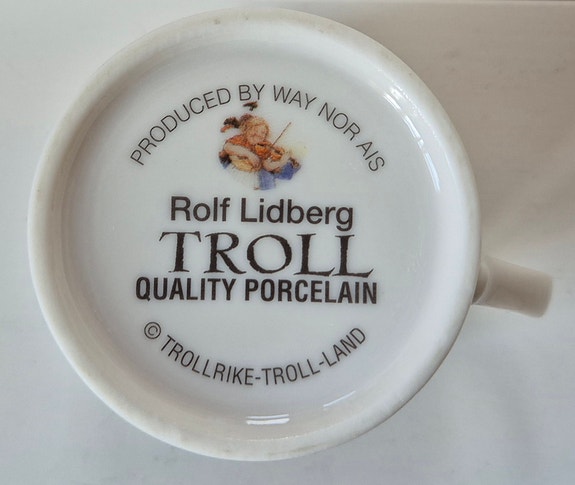 PRODUCED BY WAY NOR AIS
Rolf Lidberg
TROLL
QUALITY PORCELAIN
© TROLLRIKE-TROLL-LAND